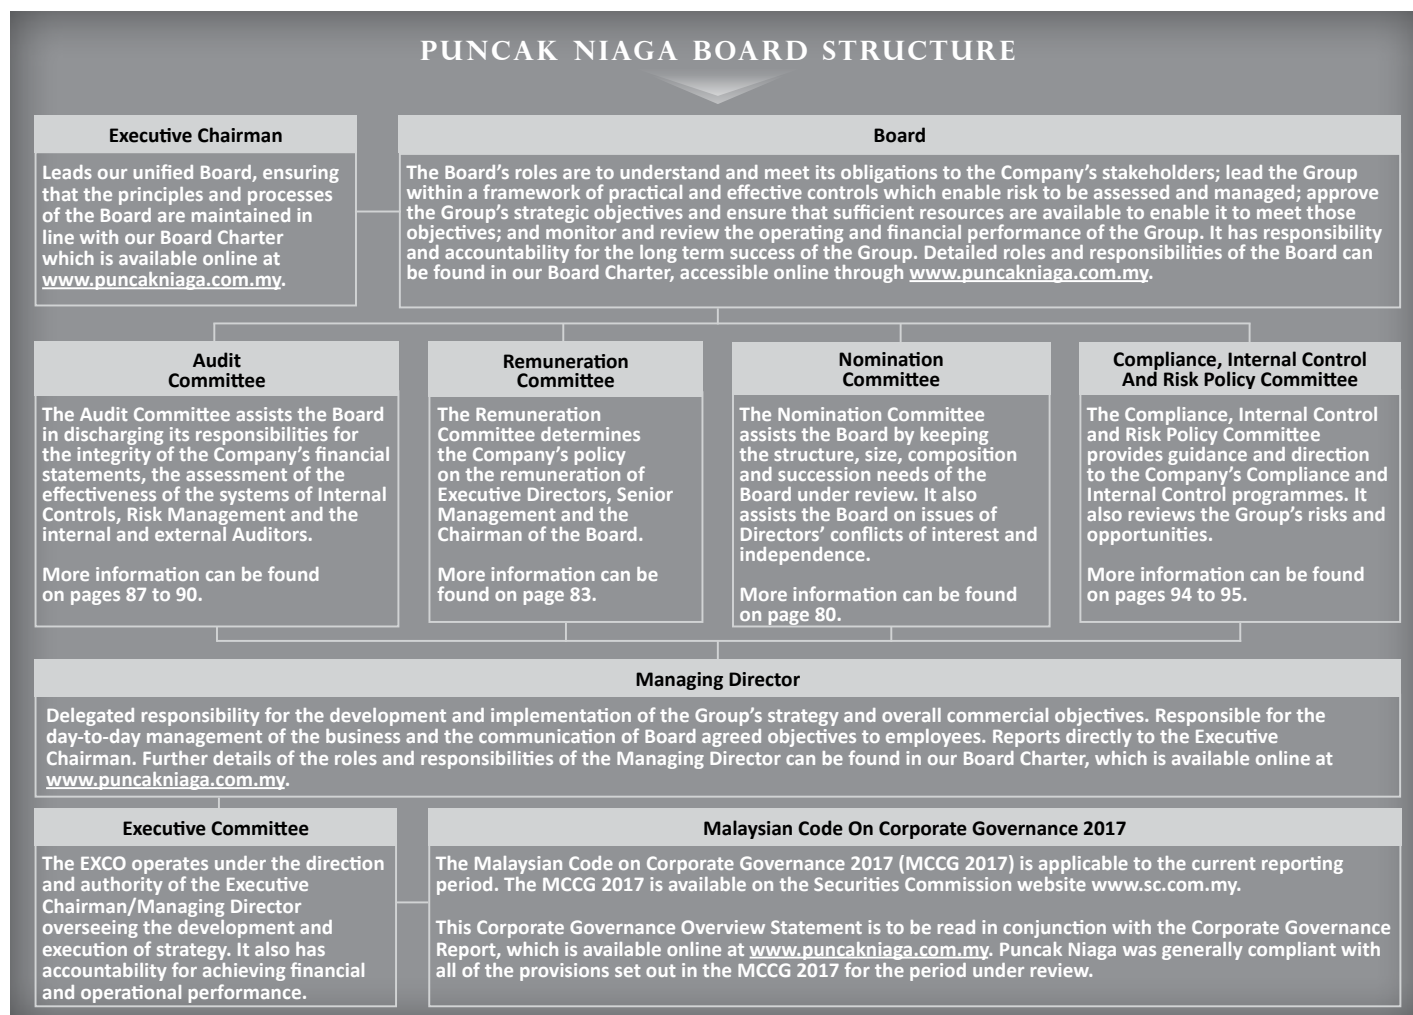 PUNCAK NIAGA BOARD STRUCTURE
Executive Chairman
Leads our unified Board, ensuring
that the principles and processes
of the Board are maintained in
line with our Board Charter
which is available online at
www.puncakniaga.com.my.
Board
The Board's roles are to understand and meet its obligations to the Company's stakeholders; lead the Group
within a framework of practical and effective controls which enable risk to be assessed and managed; approve
the Group's strategic objectives and ensure that sufficient resources are available to enable it to meet those
objectives; and monitor and review the operating and financial performance of the Group. It has responsibility
and accountability for the long term success of the Group. Detailed roles and responsibilities of the Board can
be found in our Board Charter, accessible online through www.puncakniaga.com.my.
Audit
Committee
The Audit Committee assists the Board
in discharging its responsibilities for
the integrity of the Company's financial
statements, the assessment of the
effectiveness of the systems of Internal
Controls, Risk Management and the
internal and external Auditors.
More information can be found
on pages 87 to 90.
Remuneration
Committee
The Remuneration
Committee determines
the Company's policy
on the remuneration of
Executive Directors, Senior
Management and the
Chairman of the Board.
More information can be
found on page 83.
Nomination
Committee
The Nomination Committee
assists the Board by keeping
the structure, size, composition
and succession needs of the
Board under review. It also
assists the Board on issues of
Directors' conflicts of interest and
independence.
More information can be found
on page 80.
Compliance, Internal Control
And Risk Policy Committee
The Compliance, Internal Control
and Risk Policy Committee
provides guidance and direction
to the Company's Compliance and
Internal Control programmes. It
also reviews the Group's risks and
opportunities.
More information can be found
on pages 94 to 95.
Managing Director
Delegated responsibility for the development and implementation of the Group's strategy and overall commercial objectives. Responsible for the
day-to-day management of the business and the communication of Board agreed objectives to employees. Reports directly to the Executive
Chairman. Further details of the roles and responsibilities of the Managing Director can be found in our Board Charter, which is available online at
www.puncakniaga.com.my.
Executive Committee
The EXCO operates under the direction
and authority of the Executive
Chairman/Managing Director
overseeing the development and
execution of strategy. It also has
accountability for achieving financial
and operational performance.
Malaysian Code On Corporate Governance 2017
The Malaysian Code on Corporate Governance 2017 (MCCG 2017) is applicable to the current reporting
period. The MCCG 2017 is available on the Securities Commission website www.sc.com.my.
This Corporate Governance Overview Statement is to be read in conjunction with the Corporate Governance
Report, which is available online at www.puncakniaga.com.my. Puncak Niaga was generally compliant with
all of the provisions set out in the MCCG 2017 for the period under review.